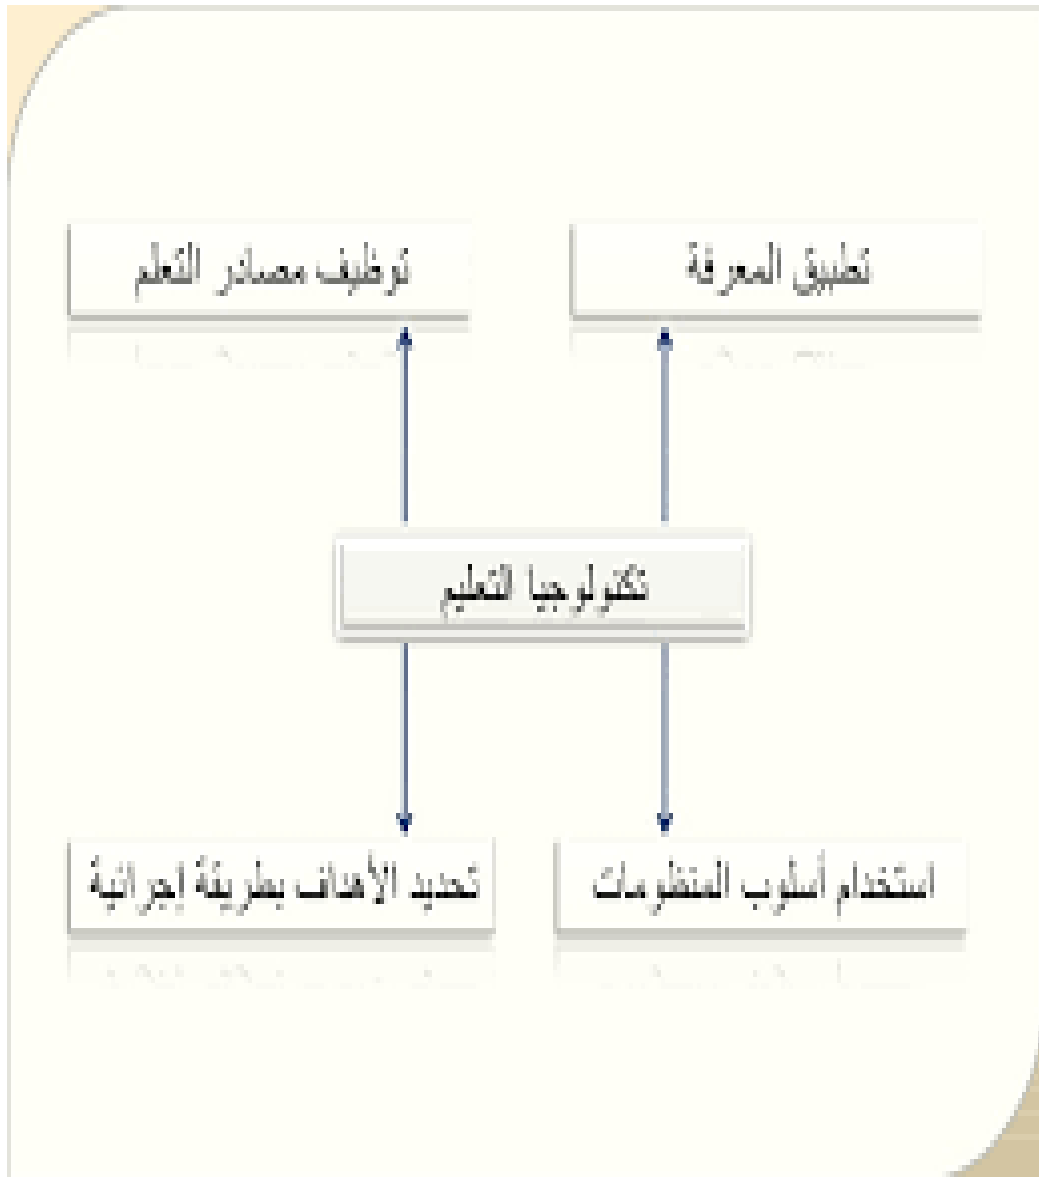 تطبيق المعرفة
توظيف مصادر التعلم
تكنولوجيا التعليم
استخدام أسلوب المنظومات
تحديد الأهداف بطريقة إجرائية